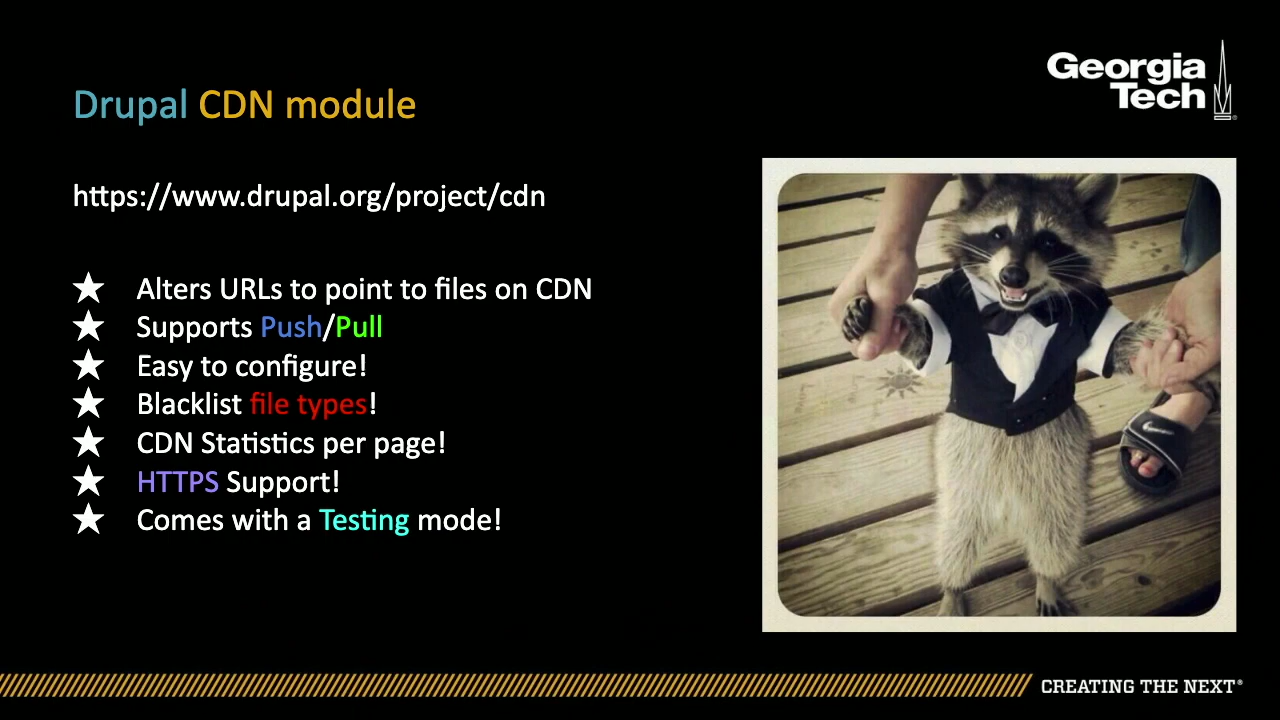 Georgia
Tech
Drupal CDN module
https://www.drupal.org/project/cdn
★ Alters URLs to point to files on CDN
★ Supports Push/Pull
★ Easy to configure!
★ Blacklist file types!
★ CDN Statistics per page!
★ HTTPS Support!
★ Comes with a Testing mode!
CREATING THE NEXT®